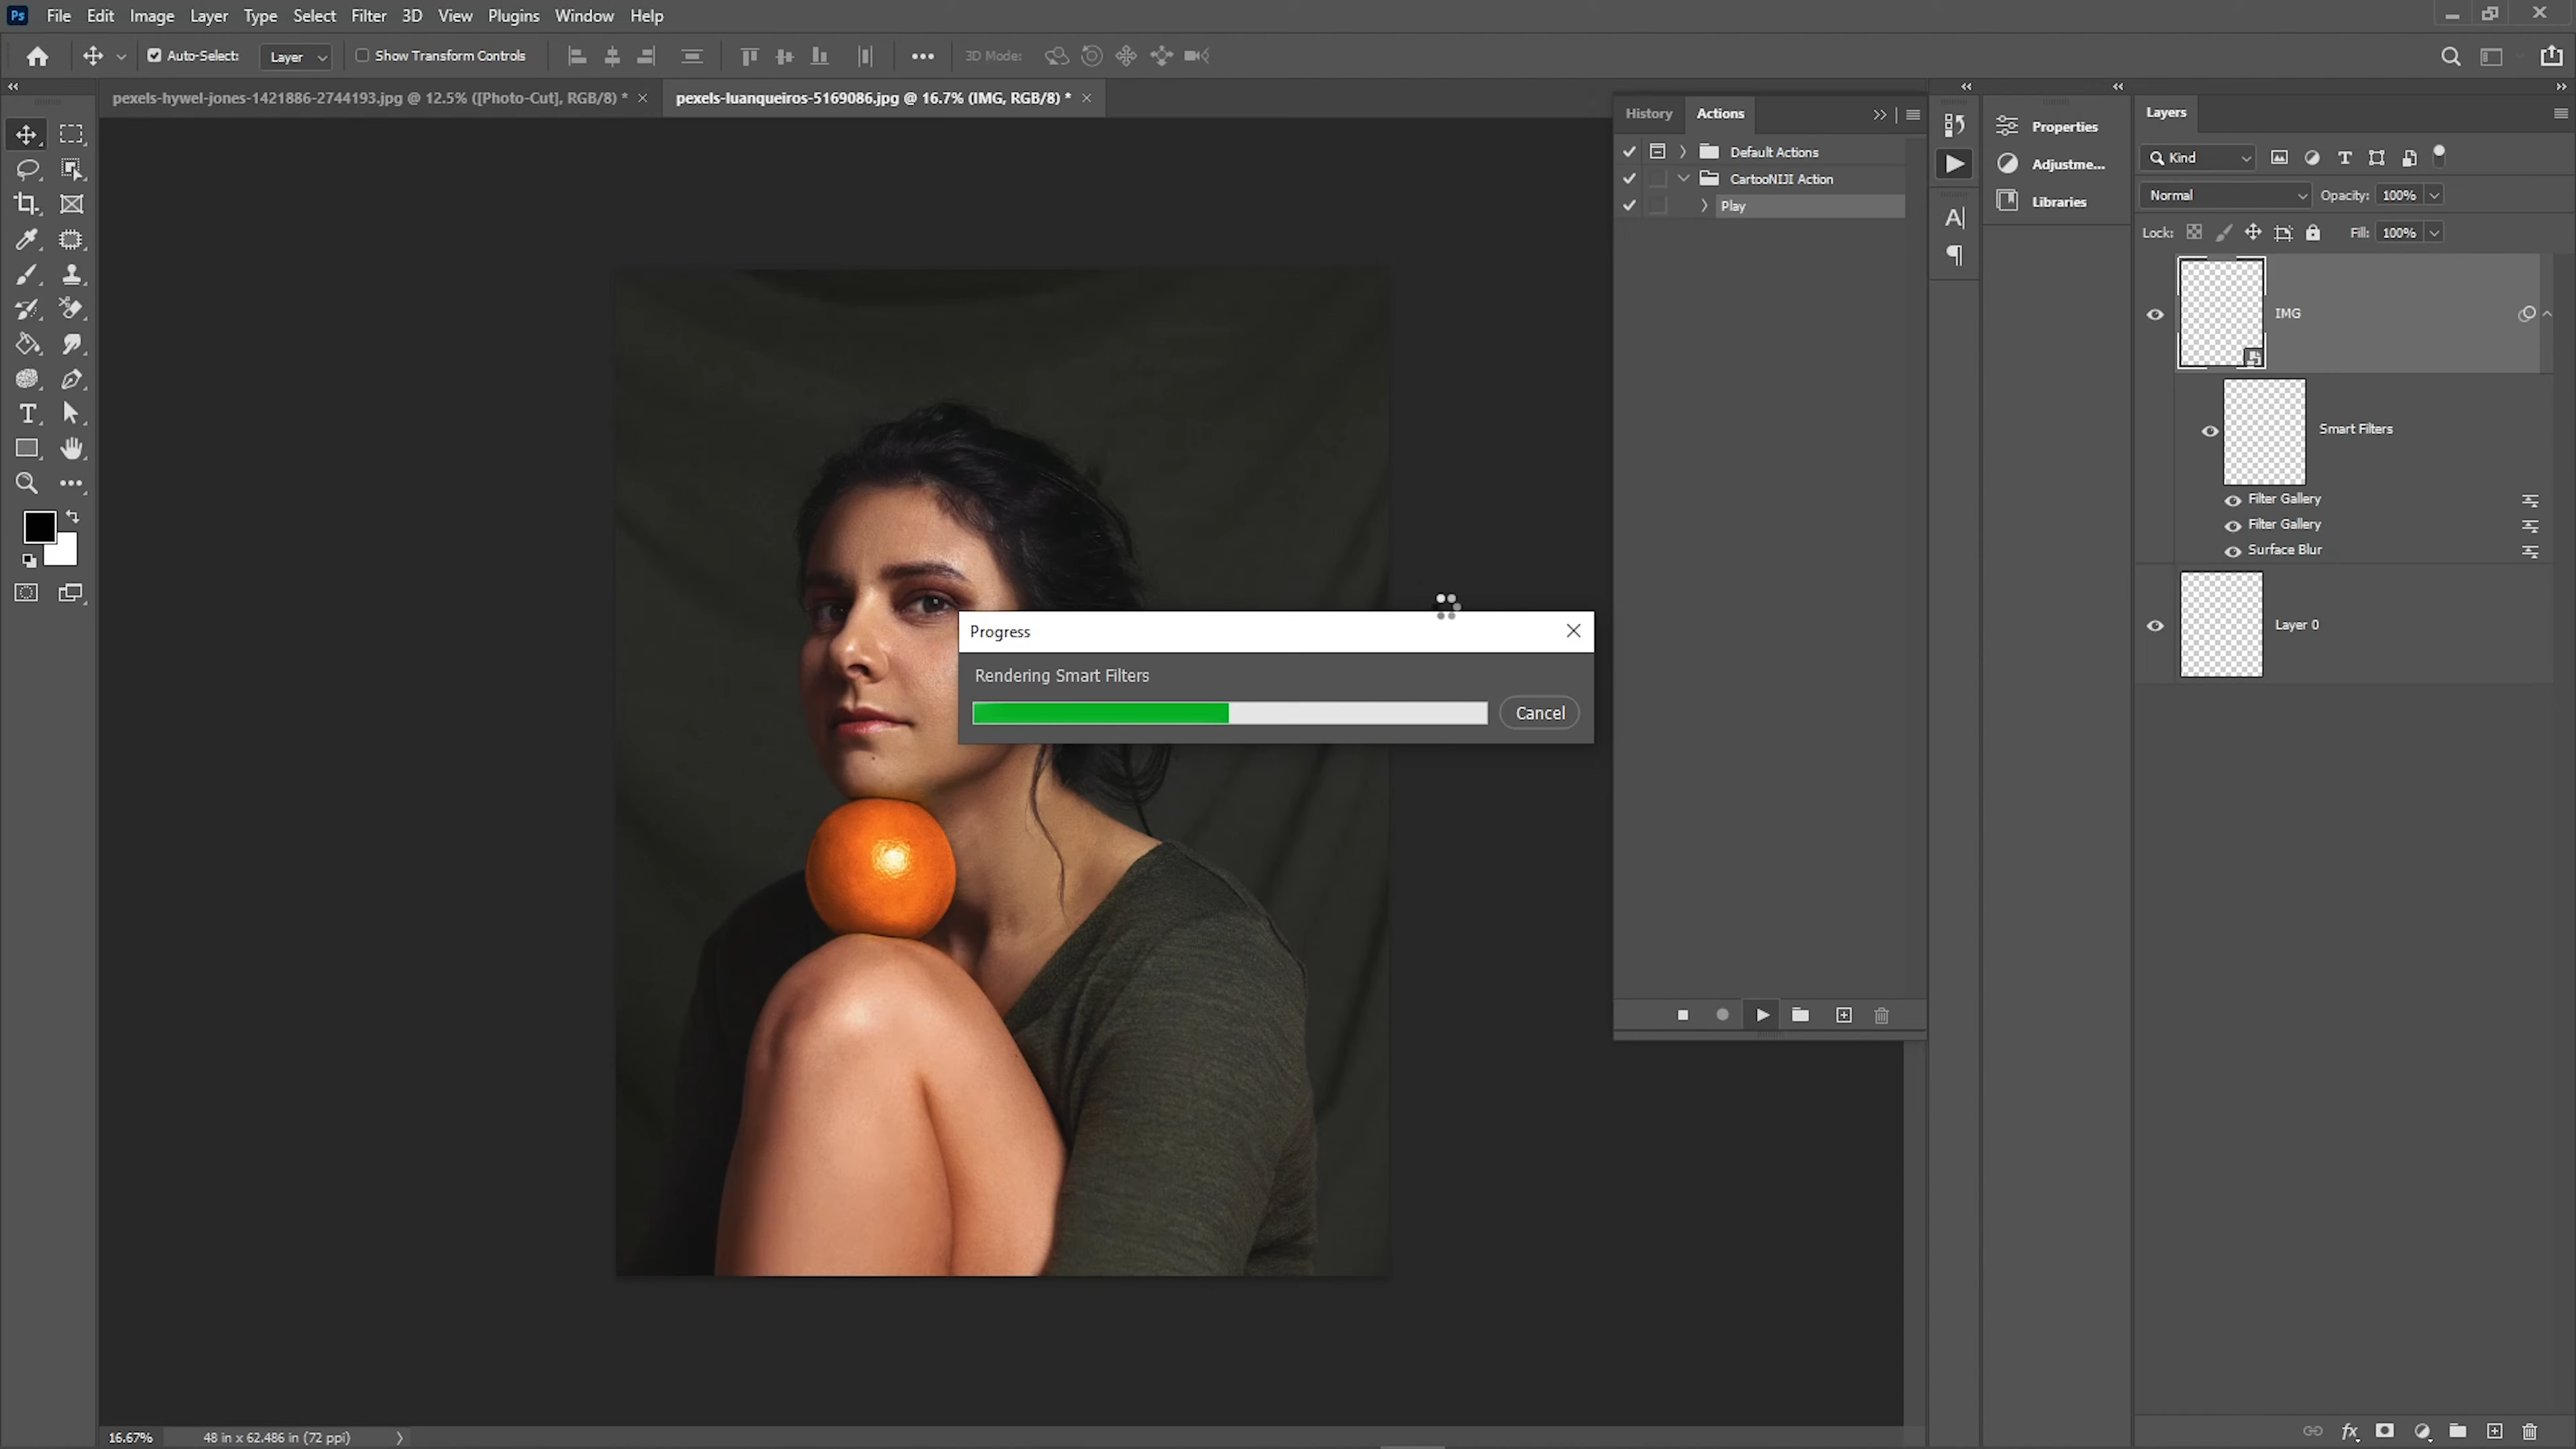 Ps File Edit Image Layer Type Select Filter 3D View Plugins Window Help
Auto-Select: Layer Show Transform Controls 3D Mode:
pexels-hywel-jones-1421886-2744193.jpg @ 12.5% ([Photo-Cut], RGB/8) *
pexels-luanqueiros-5169086.jpg @ 16.7% (IMG, RGB/8) *
History Actions
Default Actions
CartooNIJI Action
Play
Properties
Adjustme...
Libraries
Layers
Kind
Normal Opacity: 100%
Lock: Fill: 100%
IMG
Smart Filters
Filter Gallery
Filter Gallery
Surface Blur
Layer 0
Progress
Rendering Smart Filters
Cancel
16.67% 48 in x 62.486 in (72 ppi)